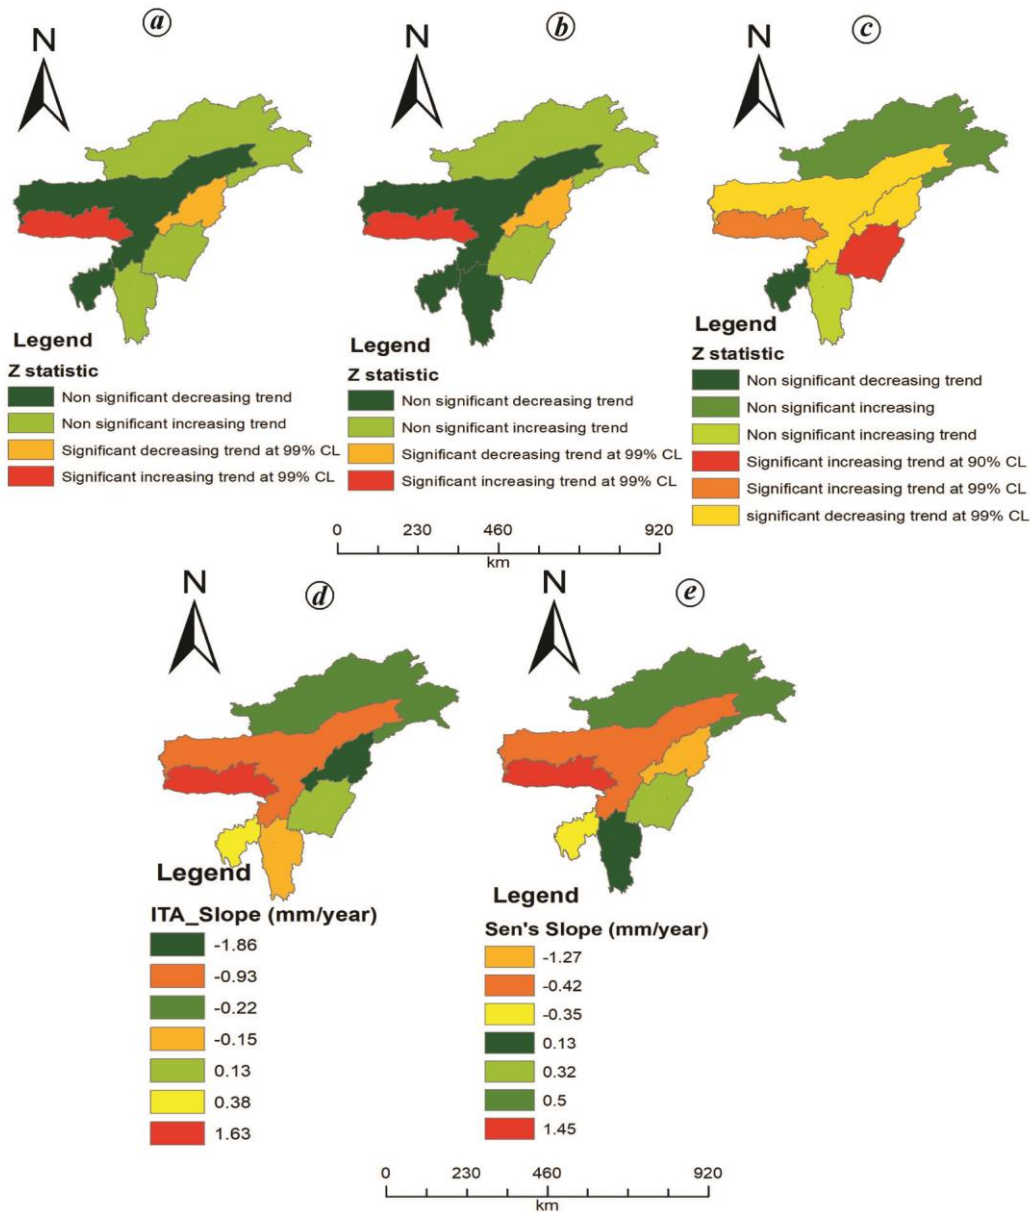 a
N
Legend
Z statistic
Non significant decreasing trend
Non significant increasing trend
Significant decreasing trend at 99% CL
Significant increasing trend at 99% CL
b
N
Legend
Z statistic
Non significant decreasing trend
Non significant increasing trend
Significant decreasing trend at 99% CL
Significant increasing trend at 99% CL
c
N
Legend
Z statistic
Non significant decreasing trend
Non significant increasing
Non significant increasing trend
Significant increasing trend at 90% CL
Significant increasing trend at 99% CL
significant decreasing trend at 99% CL
0 230 460 920
km
d
N
Legend
ITA_Slope (mm/year)
-1.86
-0.93
-0.22
-0.15
0.13
0.38
1.63
e
N
Legend
Sen's Slope (mm/year)
-1.27
-0.42
-0.35
0.13
0.32
0.5
1.45
0 230 460 920
km